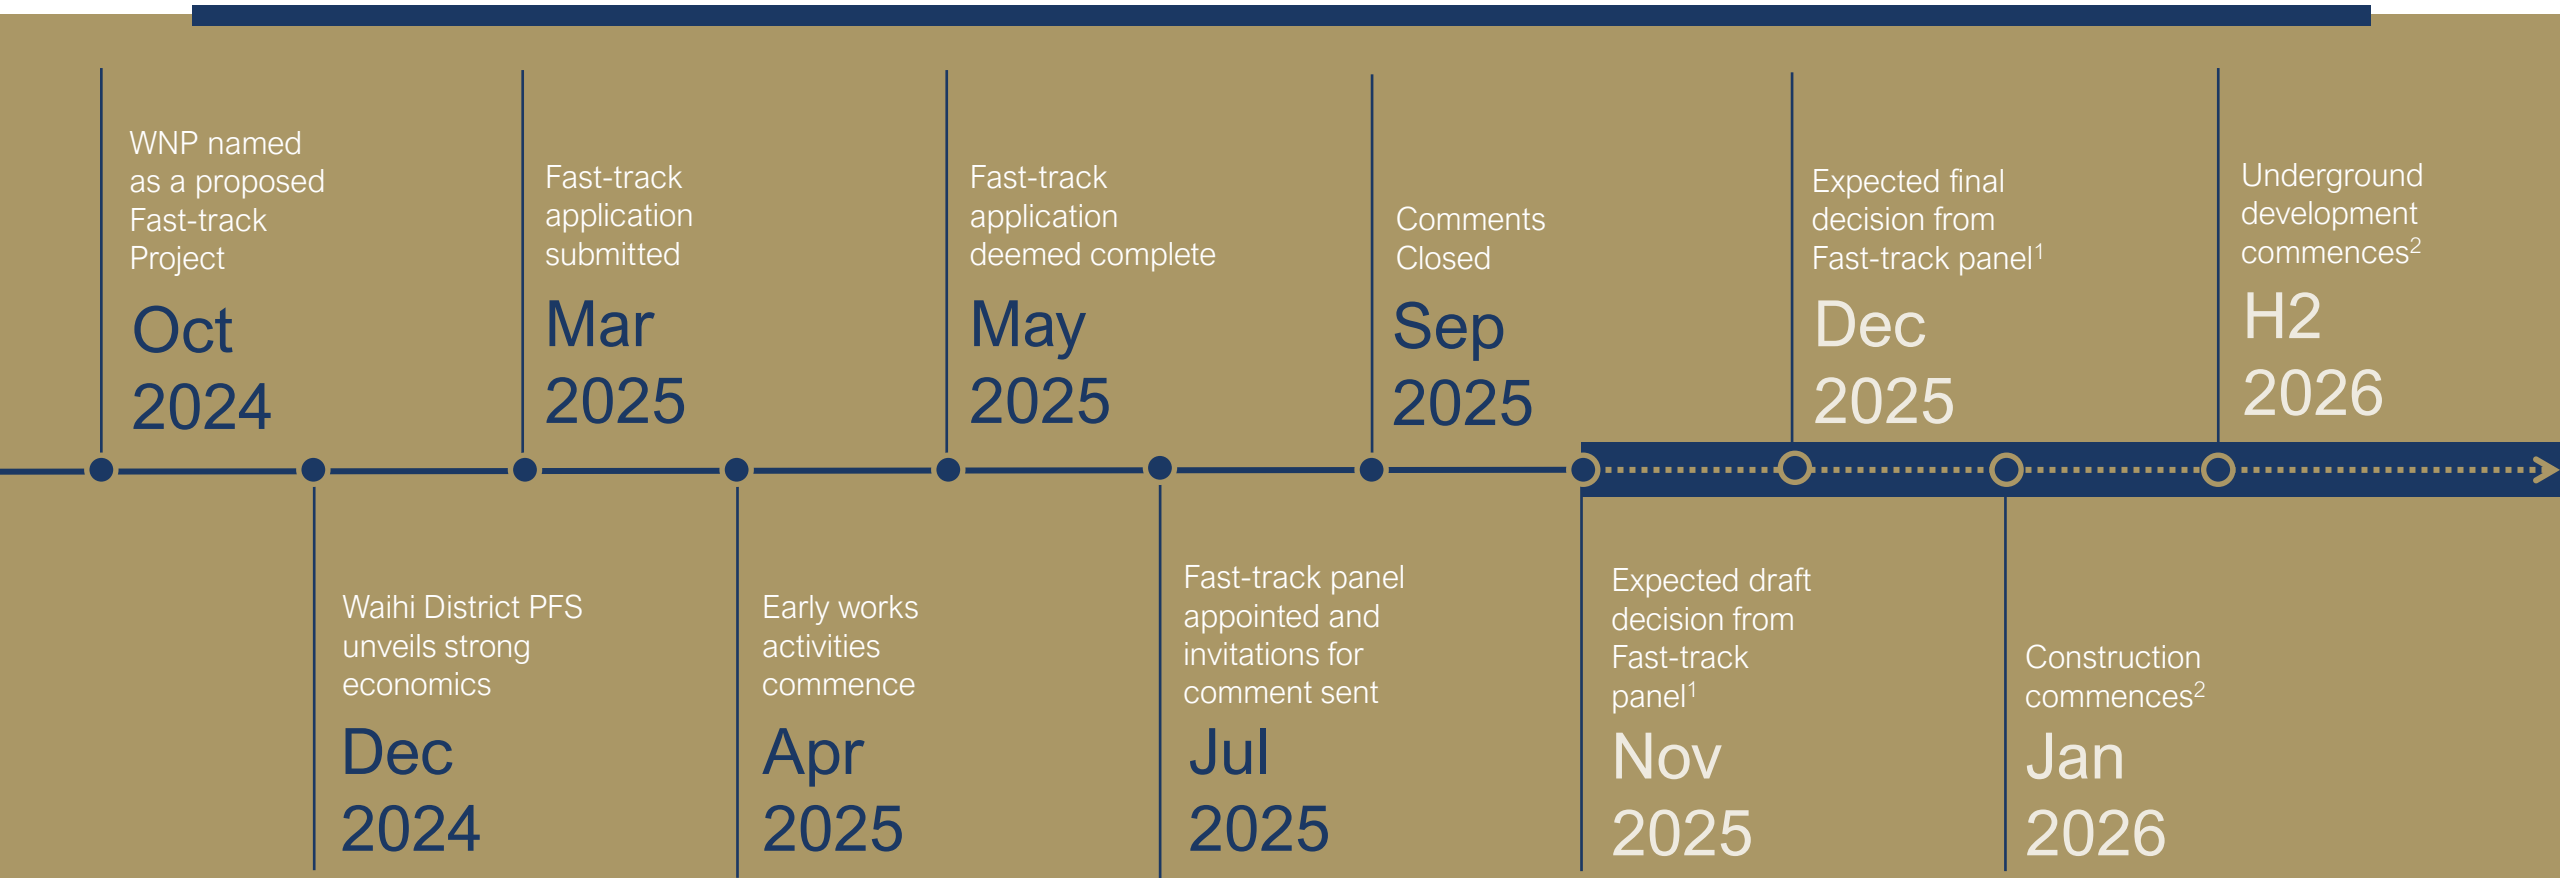 WNP named
as a proposed
Fast-track
Project
Oct
2024
Waihi District PFS
unveils strong
economics
Dec
2024
Fast-track
application
submitted
Mar
2025
Early works
activities
commence
Apr
2025
Fast-track
application
deemed complete
May
2025
Fast-track panel
appointed and
invitations for
comment sent
Jul
2025
Comments
Closed
Sep
2025
Expected draft
decision from
Fast-track
panel¹
Nov
2025
Expected final
decision from
Fast-track panel¹
Dec
2025
Construction
commences²
Jan
2026
Underground
development
commences²
H2
2026